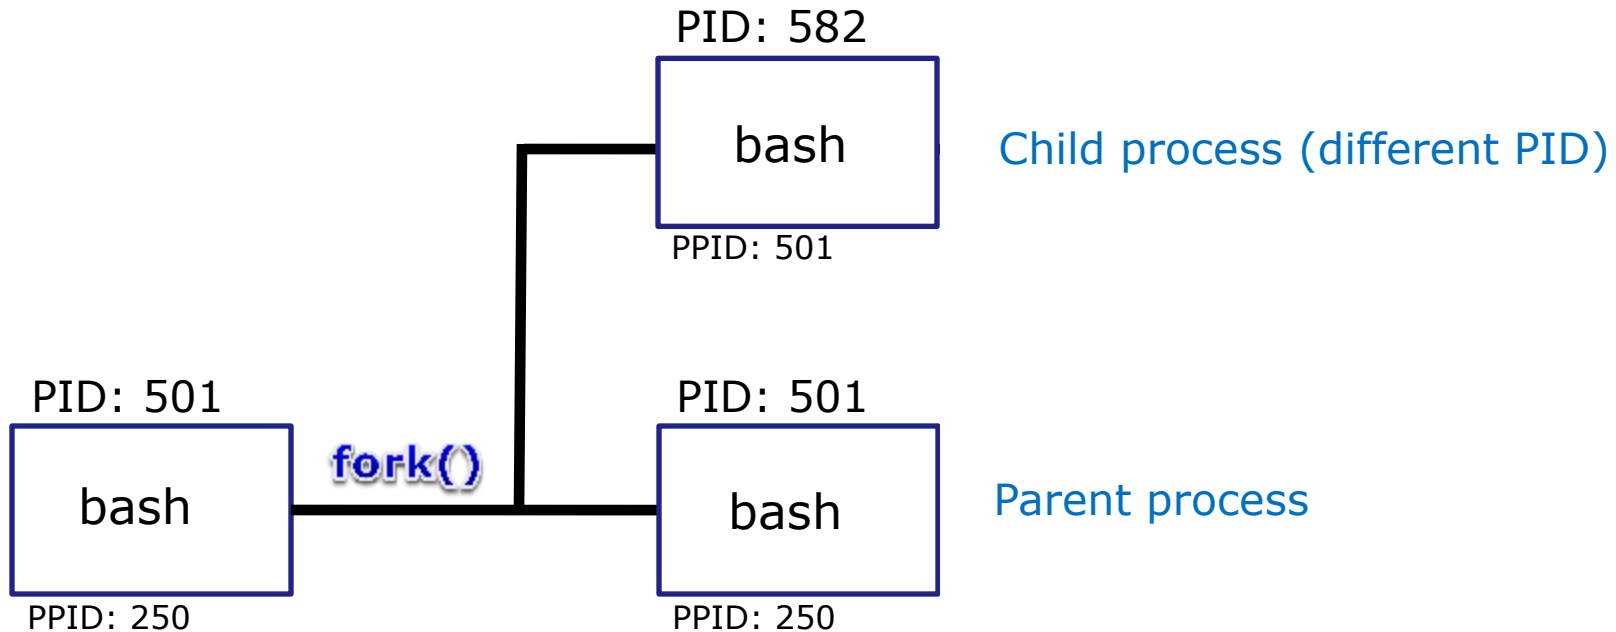 PID: 582
bash
Child process (different PID)
PPID: 501
PID: 501
bash
PPID: 250
fork()
PID: 501
bash
Parent process
PPID: 250